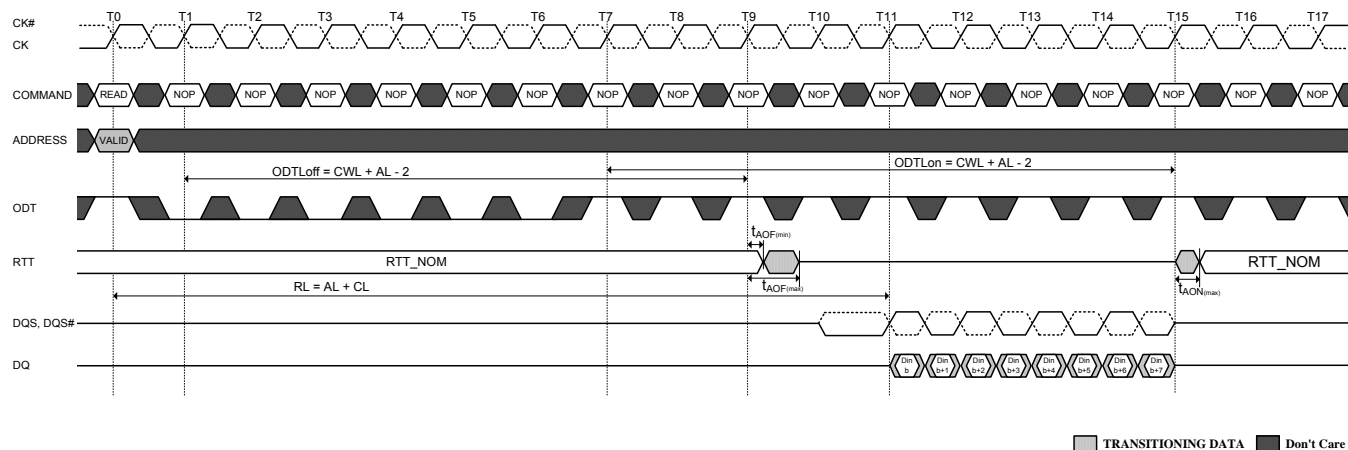 CK#
CK
T0 T1 T2 T3 T4 T5 T6 T7 T8 T9 T10 T11 T12 T13 T14 T15 T16 T17
COMMAND READ NOP NOP NOP NOP NOP NOP NOP NOP NOP NOP NOP NOP NOP NOP NOP NOP NOP
ADDRESS VALID
ODTLoff = CWL + AL - 2
ODTLon = CWL + AL - 2
ODT
tAOF(min)
RTT RTT_NOM RTT_NOM
tAOF(max)
tAON(max)
RL = AL + CL
DQS, DQS#
DQ
Din b
Din b+1
Din b+2
Din b+3
Din b+4
Din b+5
Din b+6
Din b+7
TRANSITIONING DATA Don't Care